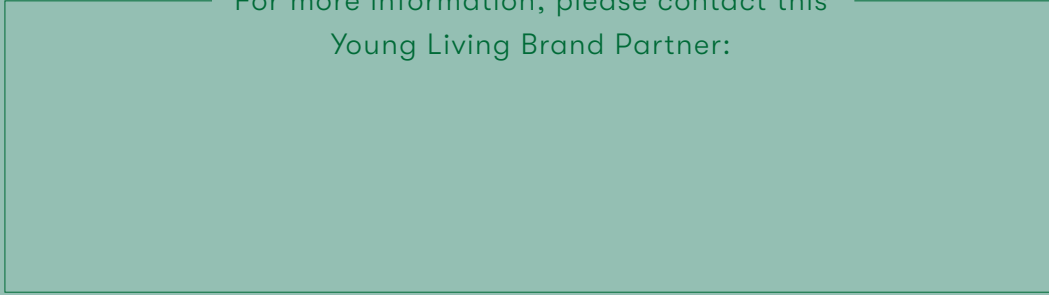 For more information, please contact this
Young Living Brand Partner: